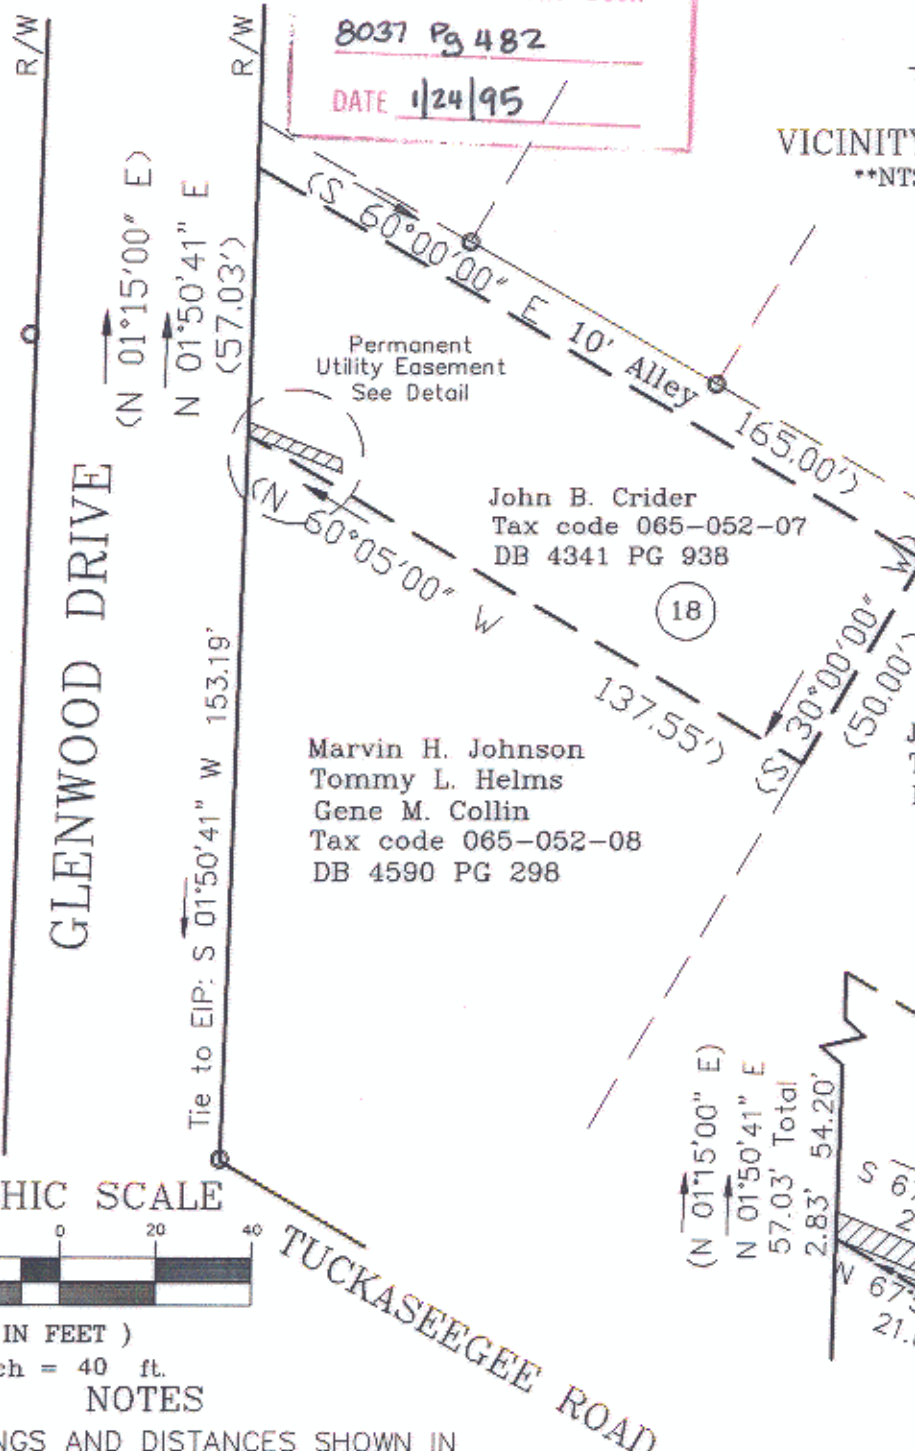 8037 Pg 482
DATE 1/24/95
R/W
R/W
VICINITY
(N 01°15'00" E)
N 01°50'41" E
(57.03')
(S 60°00'00" E 10' Alley 165.00')
Permanent
Utility Easement
See Detail
(N 60°05'00" W 137.55')
John B. Crider
Tax code 065-052-07
DB 4341 PG 938
18
(S 30°00'00" W)
(50.00')
GLENWOOD DRIVE
Marvin H. Johnson
Tommy L. Helms
Gene M. Collin
Tax code 065-052-08
DB 4590 PG 298
Tie to EIP: S 01°50'41" W 153.19'
(N 01°15'00" E)
N 01°50'41" E
57.03' Total
2.83' 54.20'
SCALE
0 20 40
IN FEET )
= 40 ft.
TUCKASEEGEE ROAD
NOTES
AND DISTANCES SHOWN IN